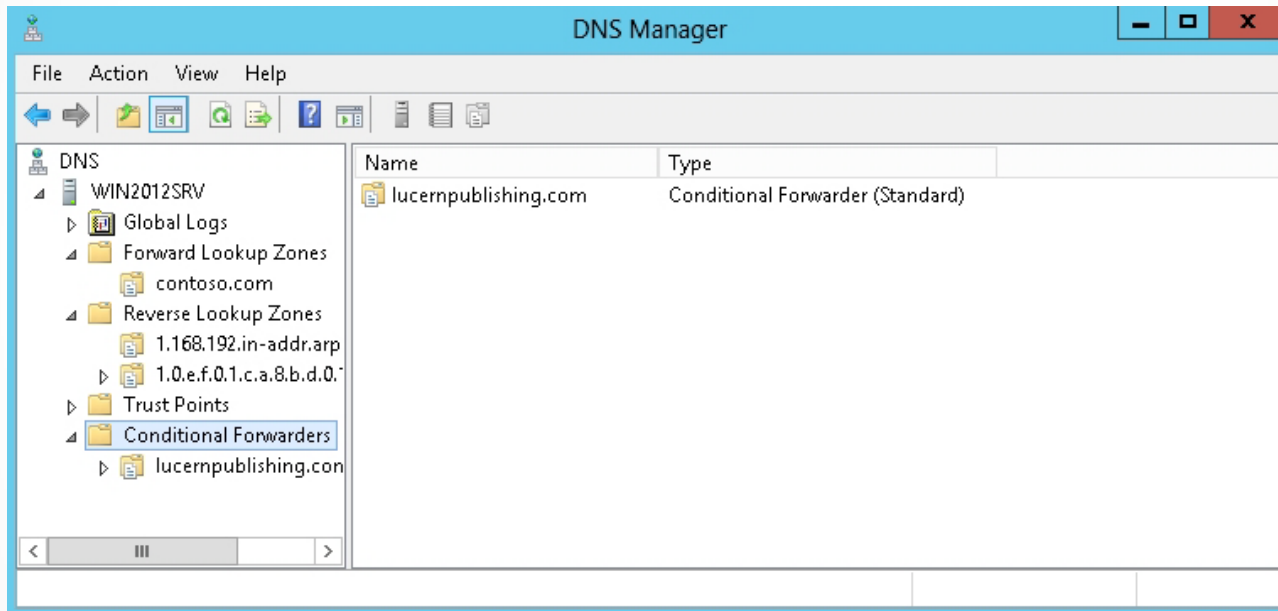 DNS Manager
File Action View Help
DNS
WIN2012SRV
Global Logs
Forward Lookup Zones
contoso.com
Reverse Lookup Zones
1.168.192.in-addr.arp
1.0.e.f.0.1.c.a.8.b.d.0.
Trust Points
Conditional Forwarders
lucernpublishing.con
Name Type
lucernpublishing.com Conditional Forwarder (Standard)